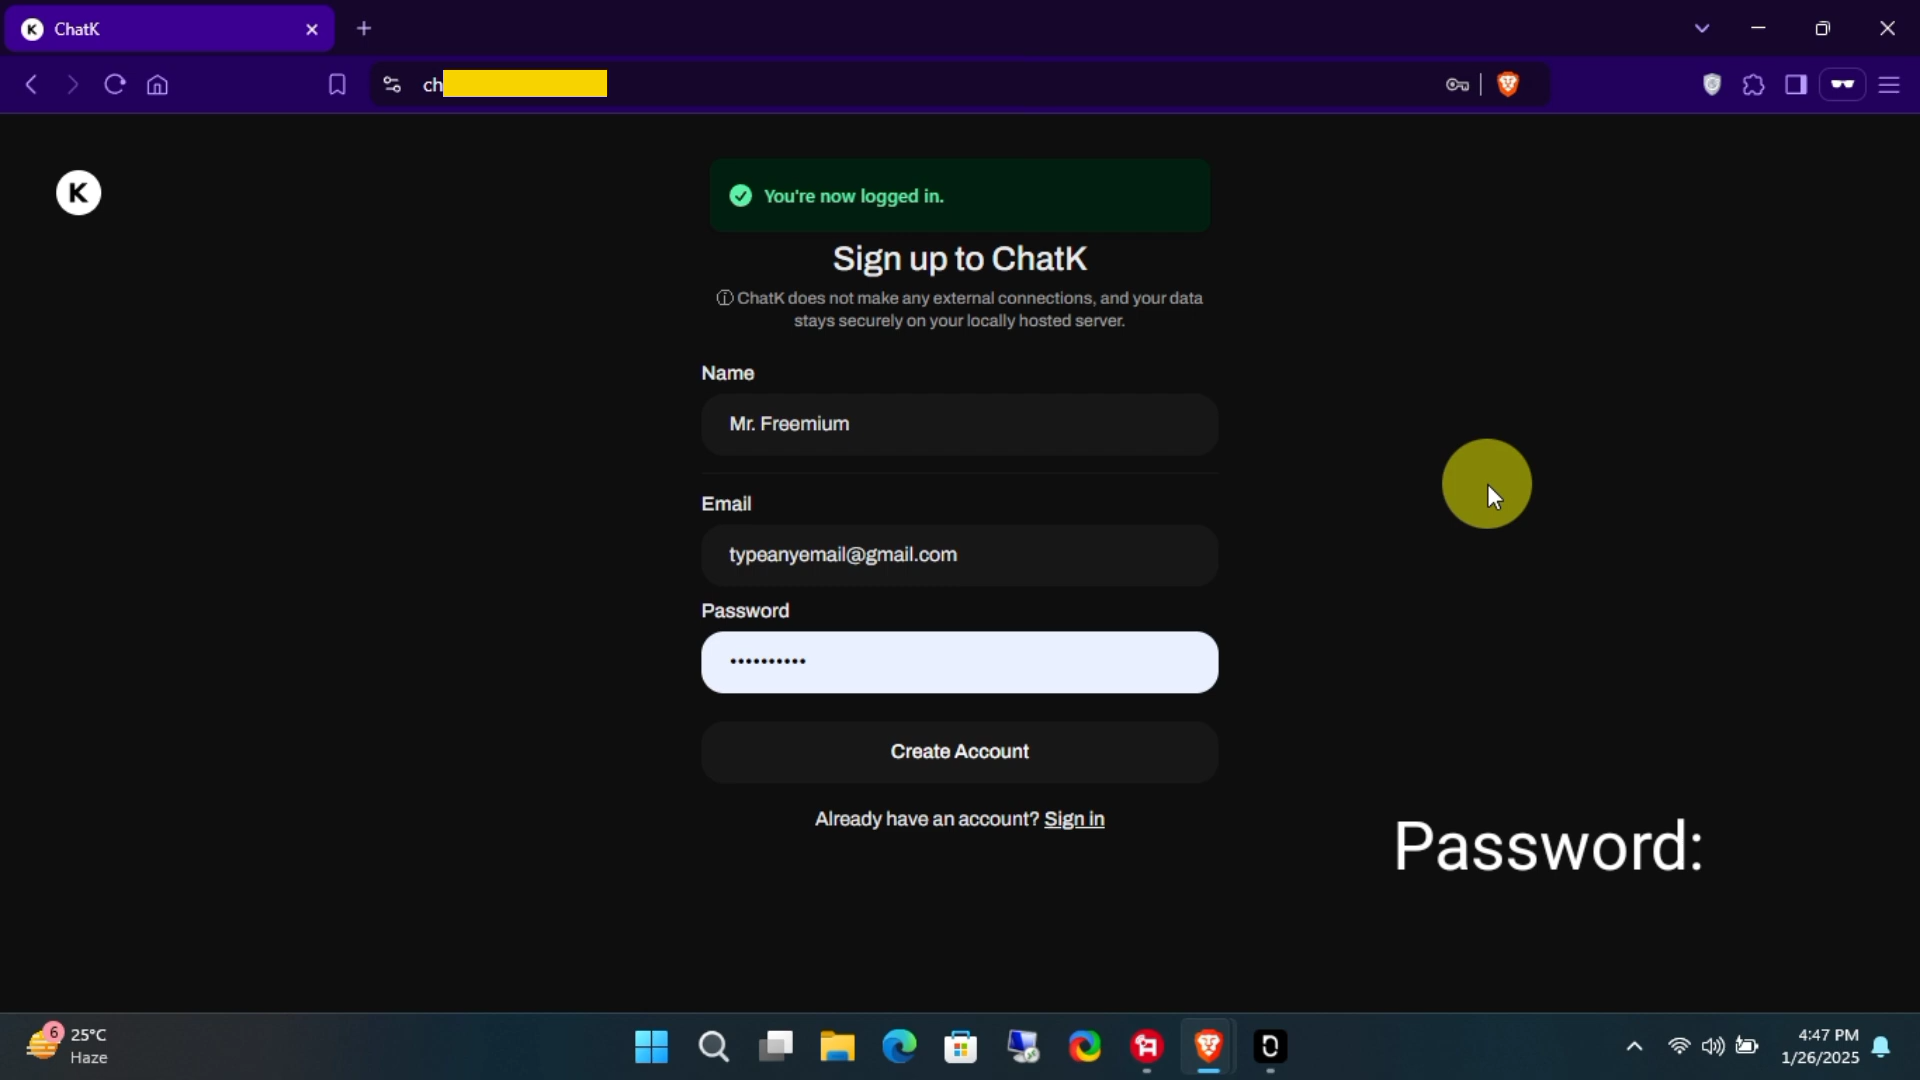 K ChatK
ch
K
You're now logged in.
Sign up to ChatK
ChatK does not make any external connections, and your data
stays securely on your locally hosted server.
Name
Mr. Freemium
Email
typeanyemail@gmail.com
Password
••••••••••
Create Account
Already have an account? Sign in
Password:
6
25°C
Haze
4:47 PM
1/26/2025